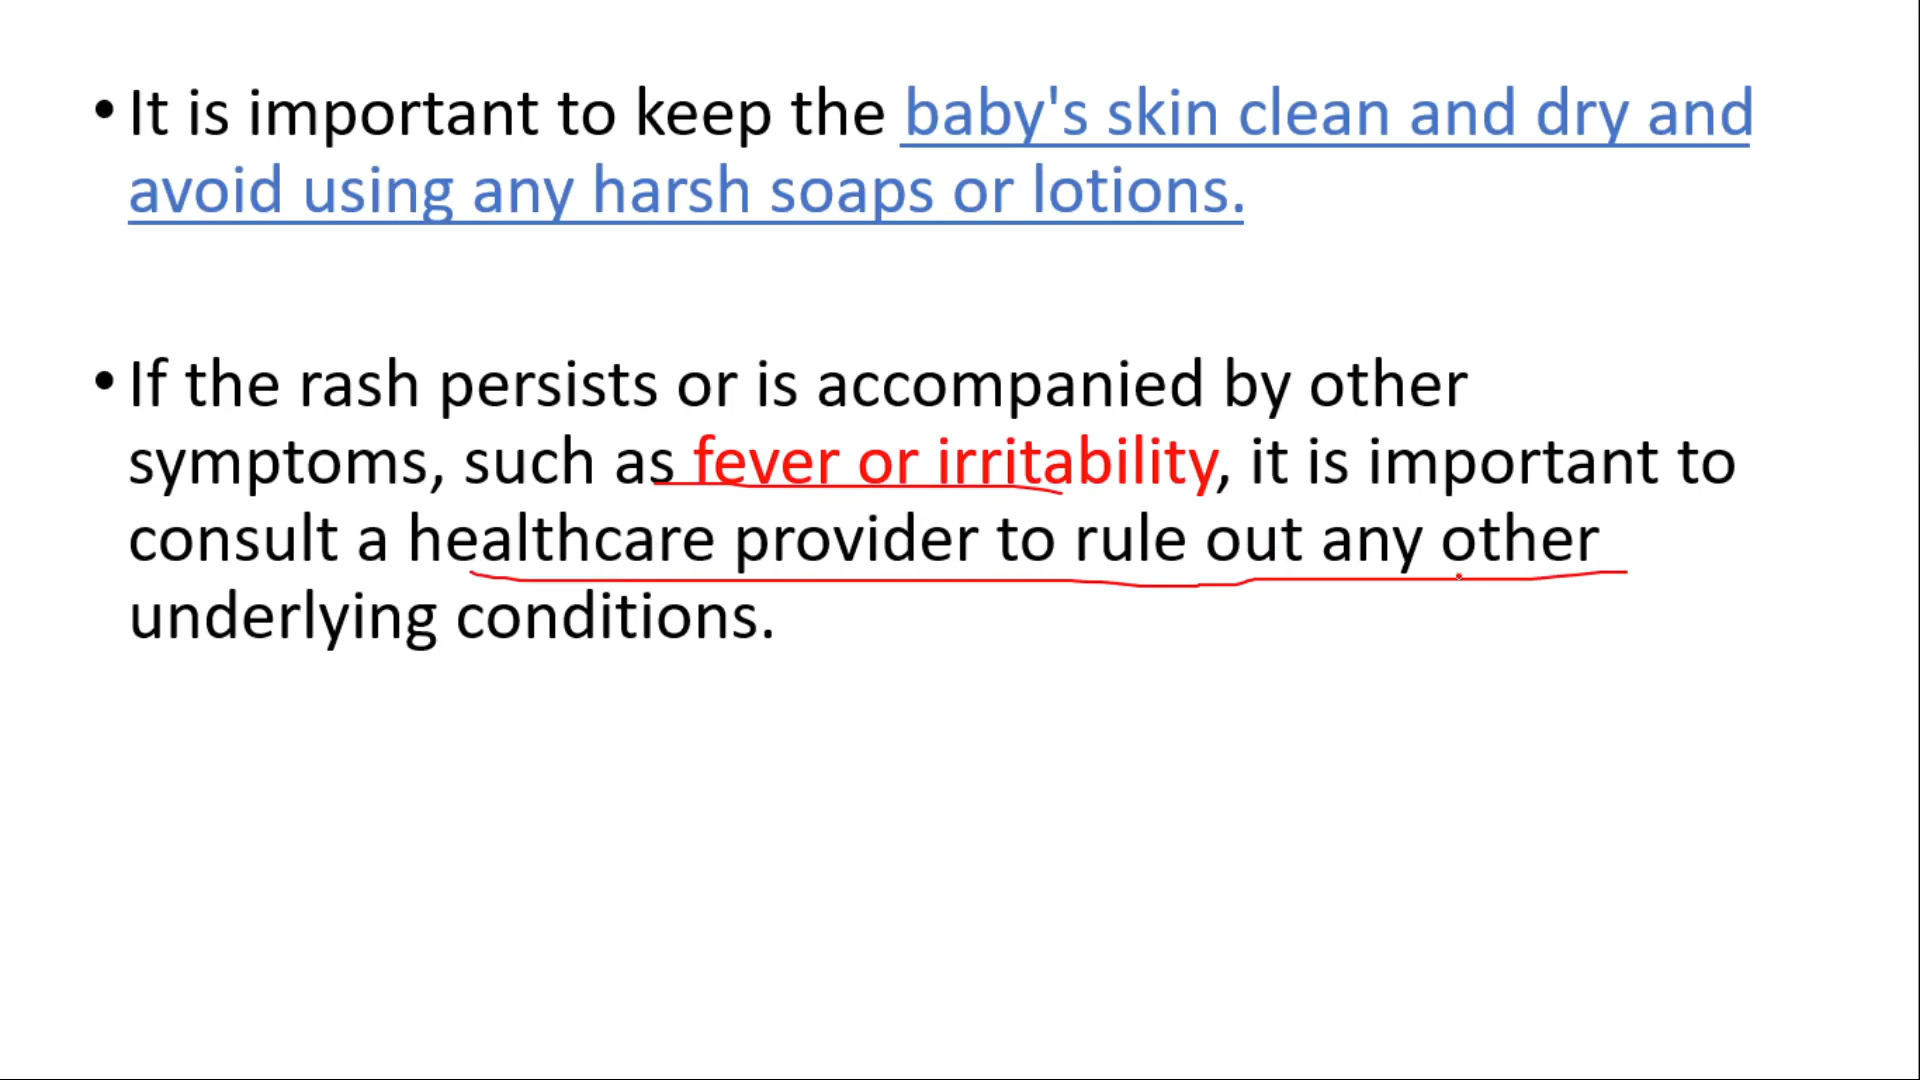 • It is important to keep the baby's skin clean and dry and
avoid using any harsh soaps or lotions.
• If the rash persists or is accompanied by other
symptoms, such as fever or irritability, it is important to
consult a healthcare provider to rule out any other
underlying conditions.